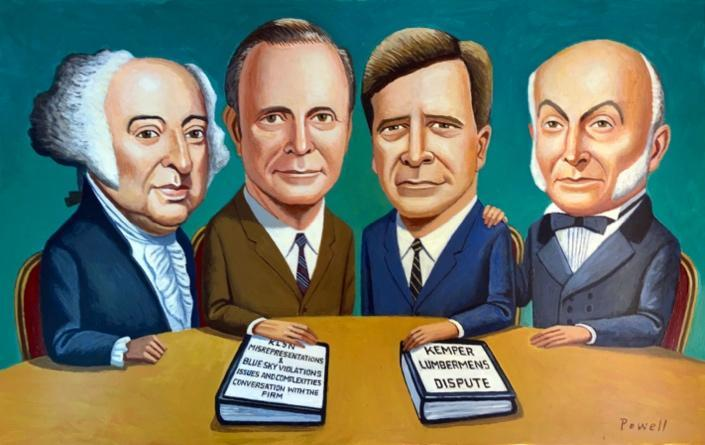 KLSN
MISREPRESENTATIONS
&
BLUE SKY VIOLATIONS
ISSUES AND COMPLEXITIES
CONVERSATION WITH THE
FIRM
KEMPER
LUMBERMENS
DISPUTE
Powell